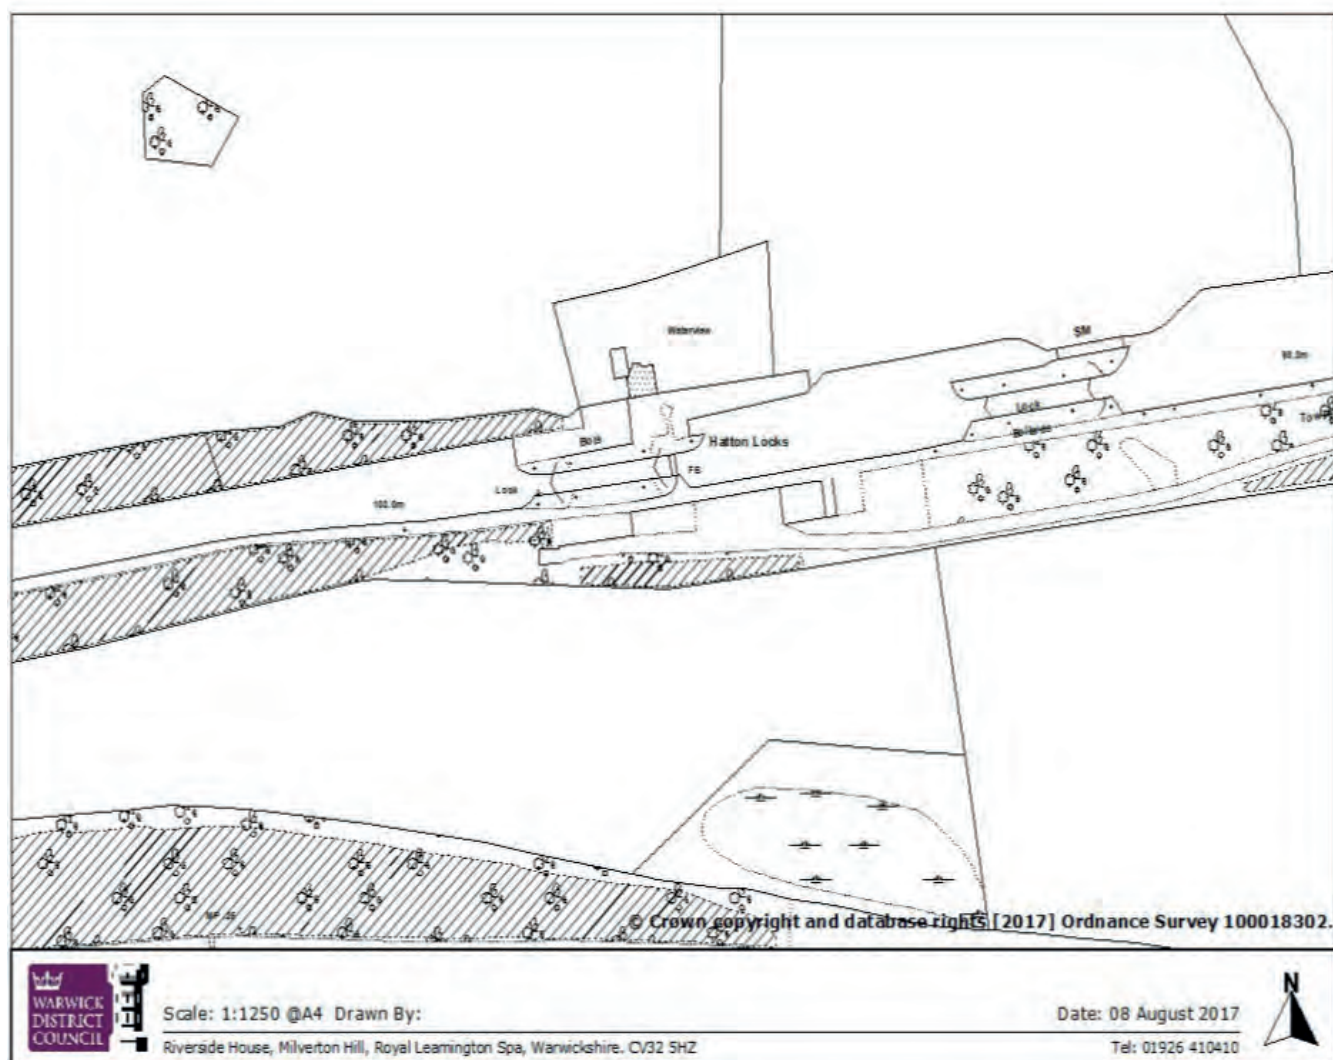 Waterview
SM
90.0m
Lock
Bollards
Hatton Locks
FB
Lock
100.0m
© Crown copyright and database rights [2017] Ordnance Survey 100018302.
WARWICK
DISTRICT
COUNCIL
Scale: 1:1250 @A4 Drawn By:
Date: 08 August 2017
N
Riverside House, Milverton Hill, Royal Leamington Spa, Warwickshire. CV32 5HZ
Tel: 01926 410410